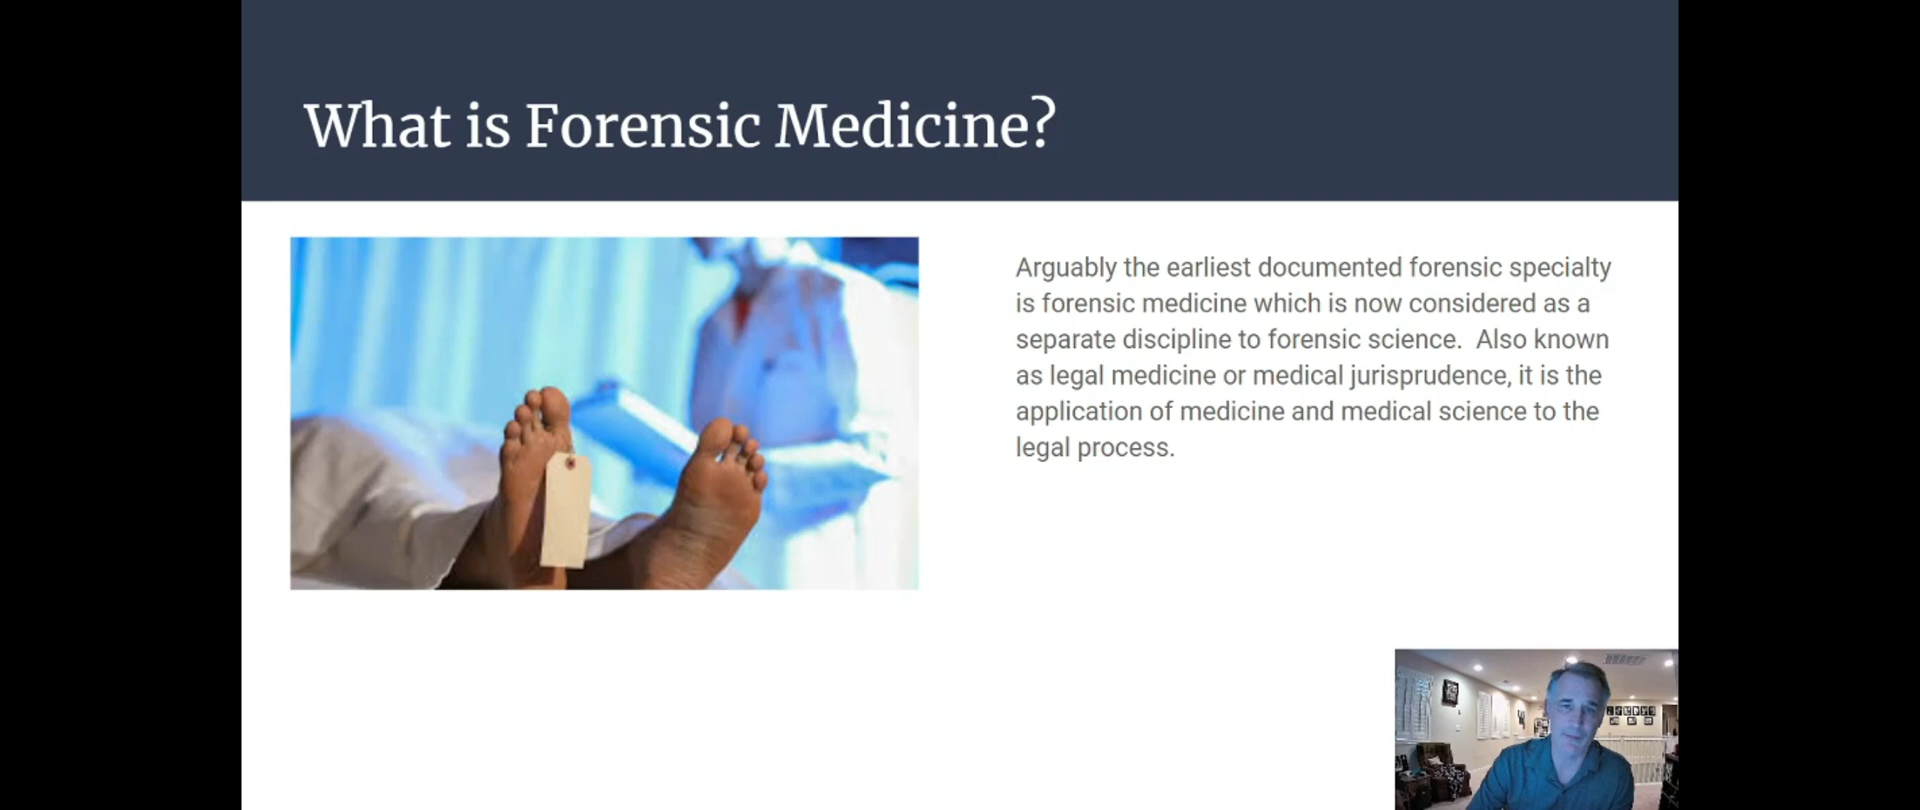 What is Forensic Medicine?
Arguably the earliest documented forensic specialty
is forensic medicine which is now considered as a
separate discipline to forensic science.  Also known
as legal medicine or medical jurisprudence, it is the
application of medicine and medical science to the
legal process.